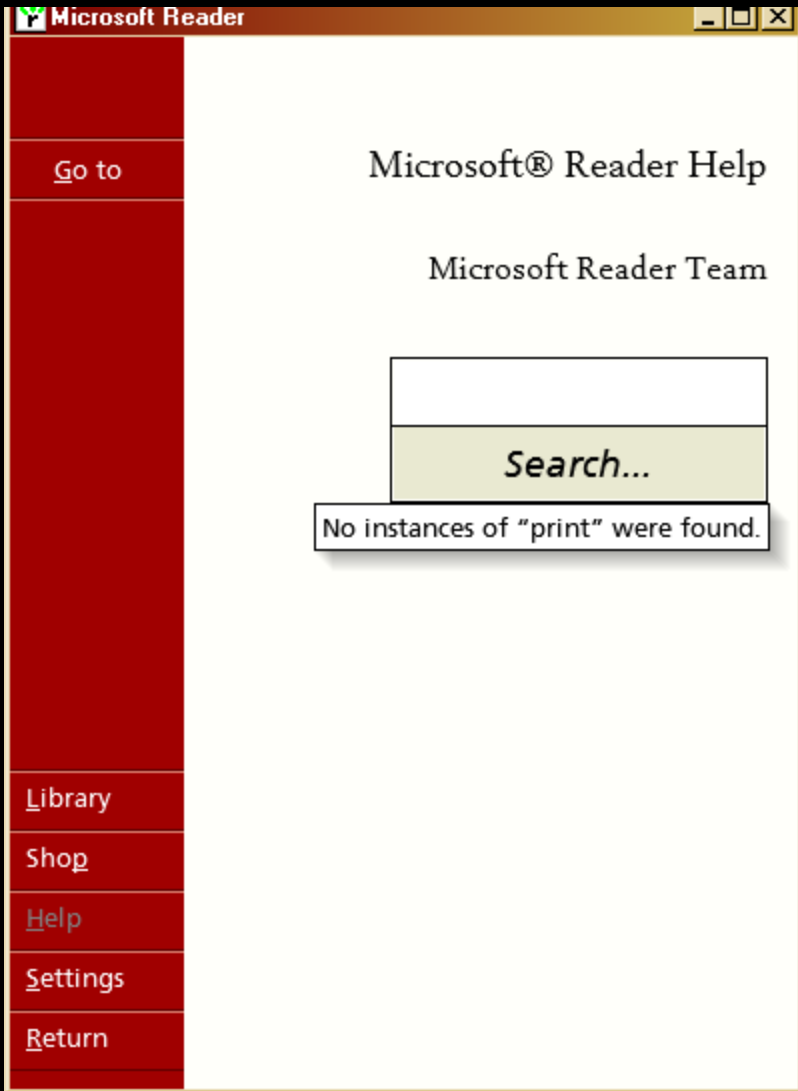 Microsoft Reader
Go to
Microsoft® Reader Help
Microsoft Reader Team
Search...
No instances of “print” were found.
Library
Shop
Help
Settings
Return